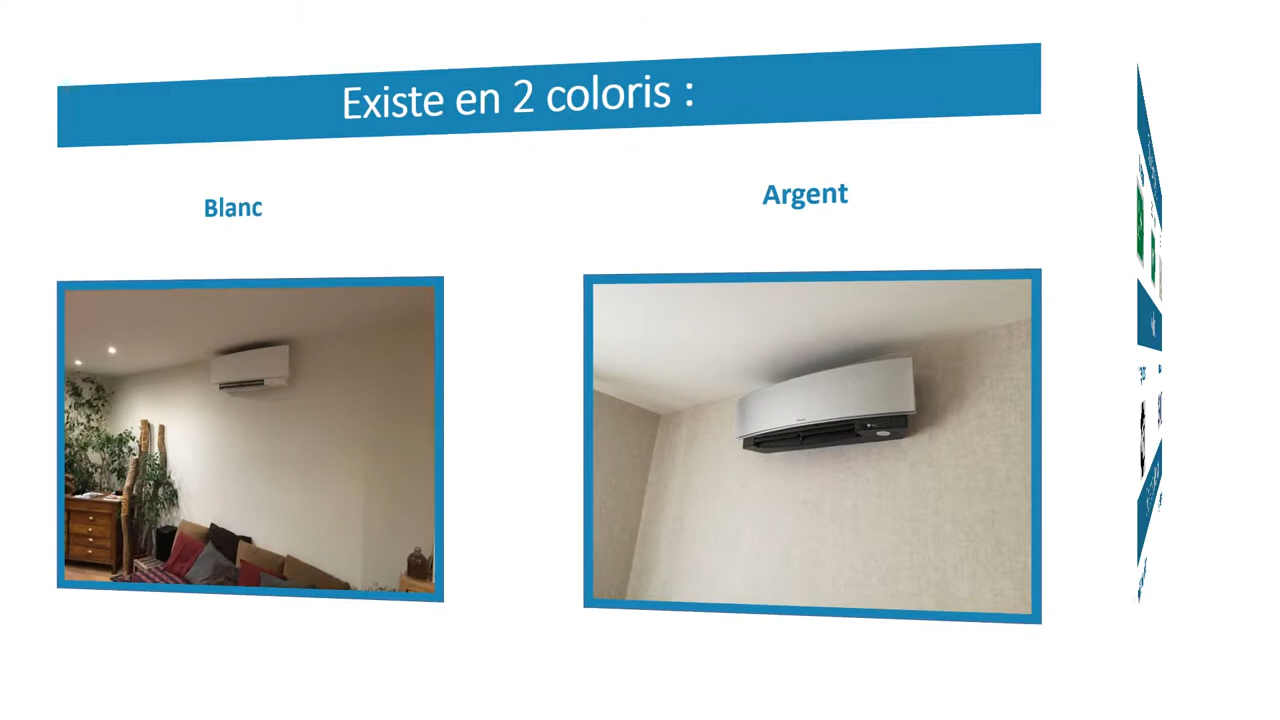 Existe en 2 coloris :
Blanc
Argent